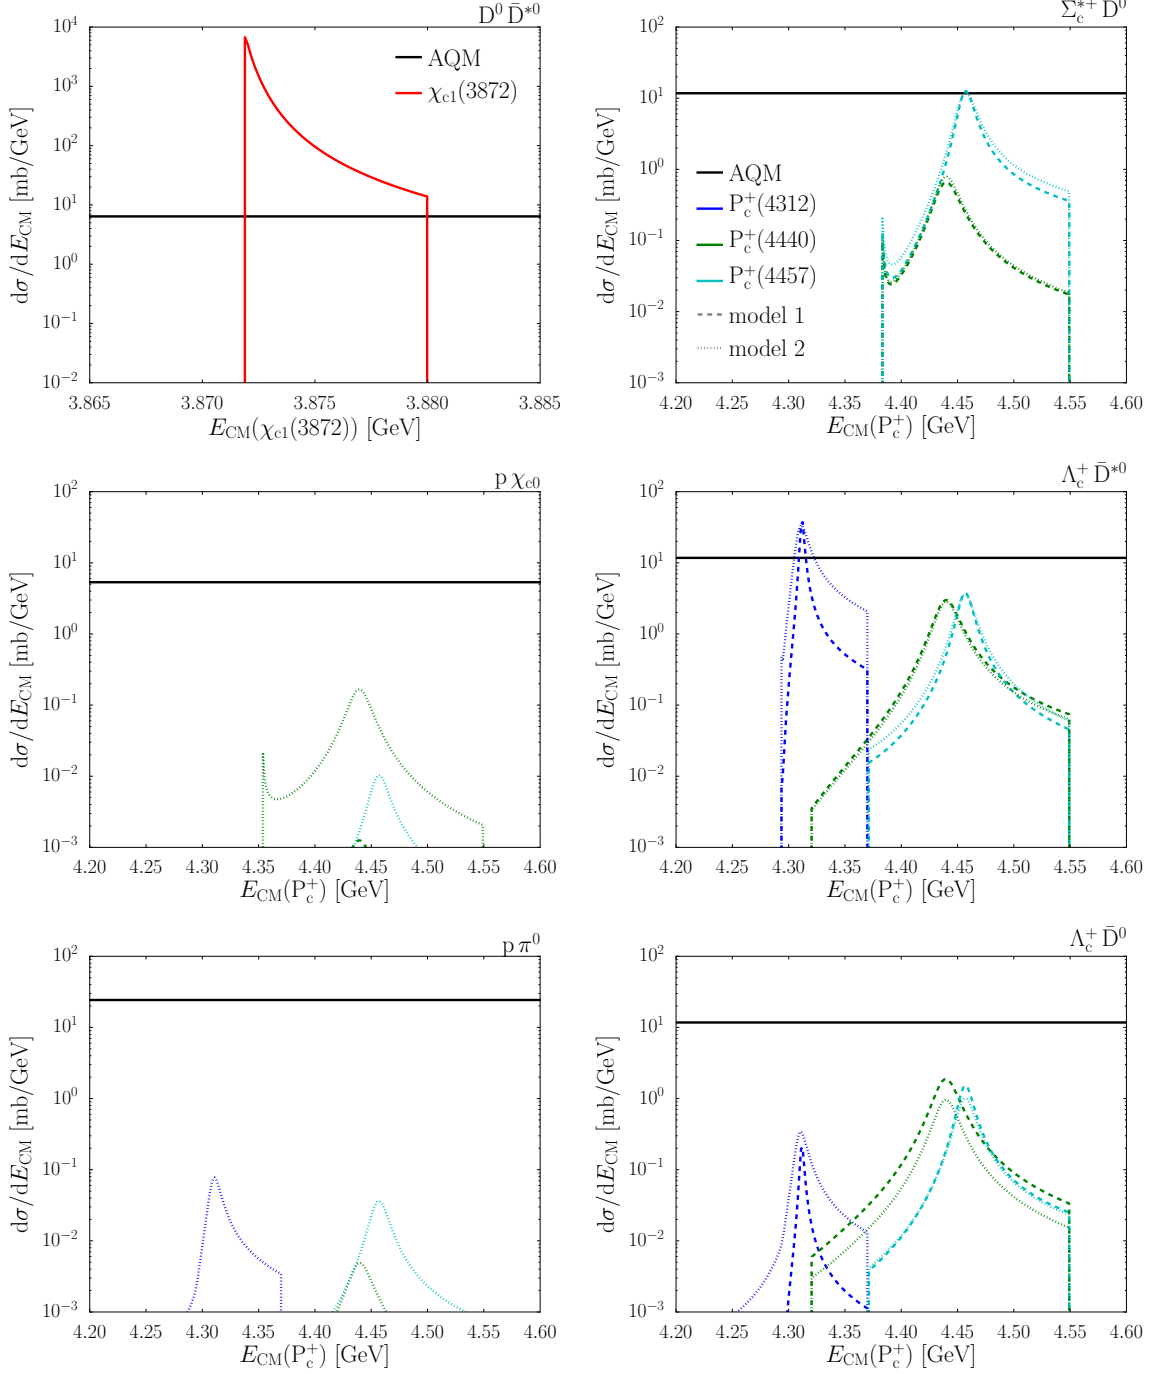 D⁰ D̄*⁰
dσ/dE_CM [mb/GeV]
10⁴
10³
10²
10¹
10⁰
10⁻¹
10⁻²
AQM
χ_c1(3872)
3.865 3.870 3.875 3.880 3.885
E_CM(χ_c1(3872)) [GeV]
Σ_c*⁺ D̄⁰
dσ/dE_CM [mb/GeV]
10²
10¹
10⁰
10⁻¹
10⁻²
10⁻³
AQM
P_c⁺(4312)
P_c⁺(4440)
P_c⁺(4457)
model 1
model 2
4.20 4.25 4.30 4.35 4.40 4.45 4.50 4.55 4.60
E_CM(P_c⁺) [GeV]
p χ_c0
dσ/dE_CM [mb/GeV]
10²
10¹
10⁰
10⁻¹
10⁻²
10⁻³
4.20 4.25 4.30 4.35 4.40 4.45 4.50 4.55 4.60
E_CM(P_c⁺) [GeV]
Λ_c⁺ D̄*⁰
dσ/dE_CM [mb/GeV]
10²
10¹
10⁰
10⁻¹
10⁻²
10⁻³
4.20 4.25 4.30 4.35 4.40 4.45 4.50 4.55 4.60
E_CM(P_c⁺) [GeV]
p π⁰
dσ/dE_CM [mb/GeV]
10²
10¹
10⁰
10⁻¹
10⁻²
10⁻³
4.20 4.25 4.30 4.35 4.40 4.45 4.50 4.55 4.60
E_CM(P_c⁺) [GeV]
Λ_c⁺ D̄⁰
dσ/dE_CM [mb/GeV]
10²
10¹
10⁰
10⁻¹
10⁻²
10⁻³
4.20 4.25 4.30 4.35 4.40 4.45 4.50 4.55 4.60
E_CM(P_c⁺) [GeV]